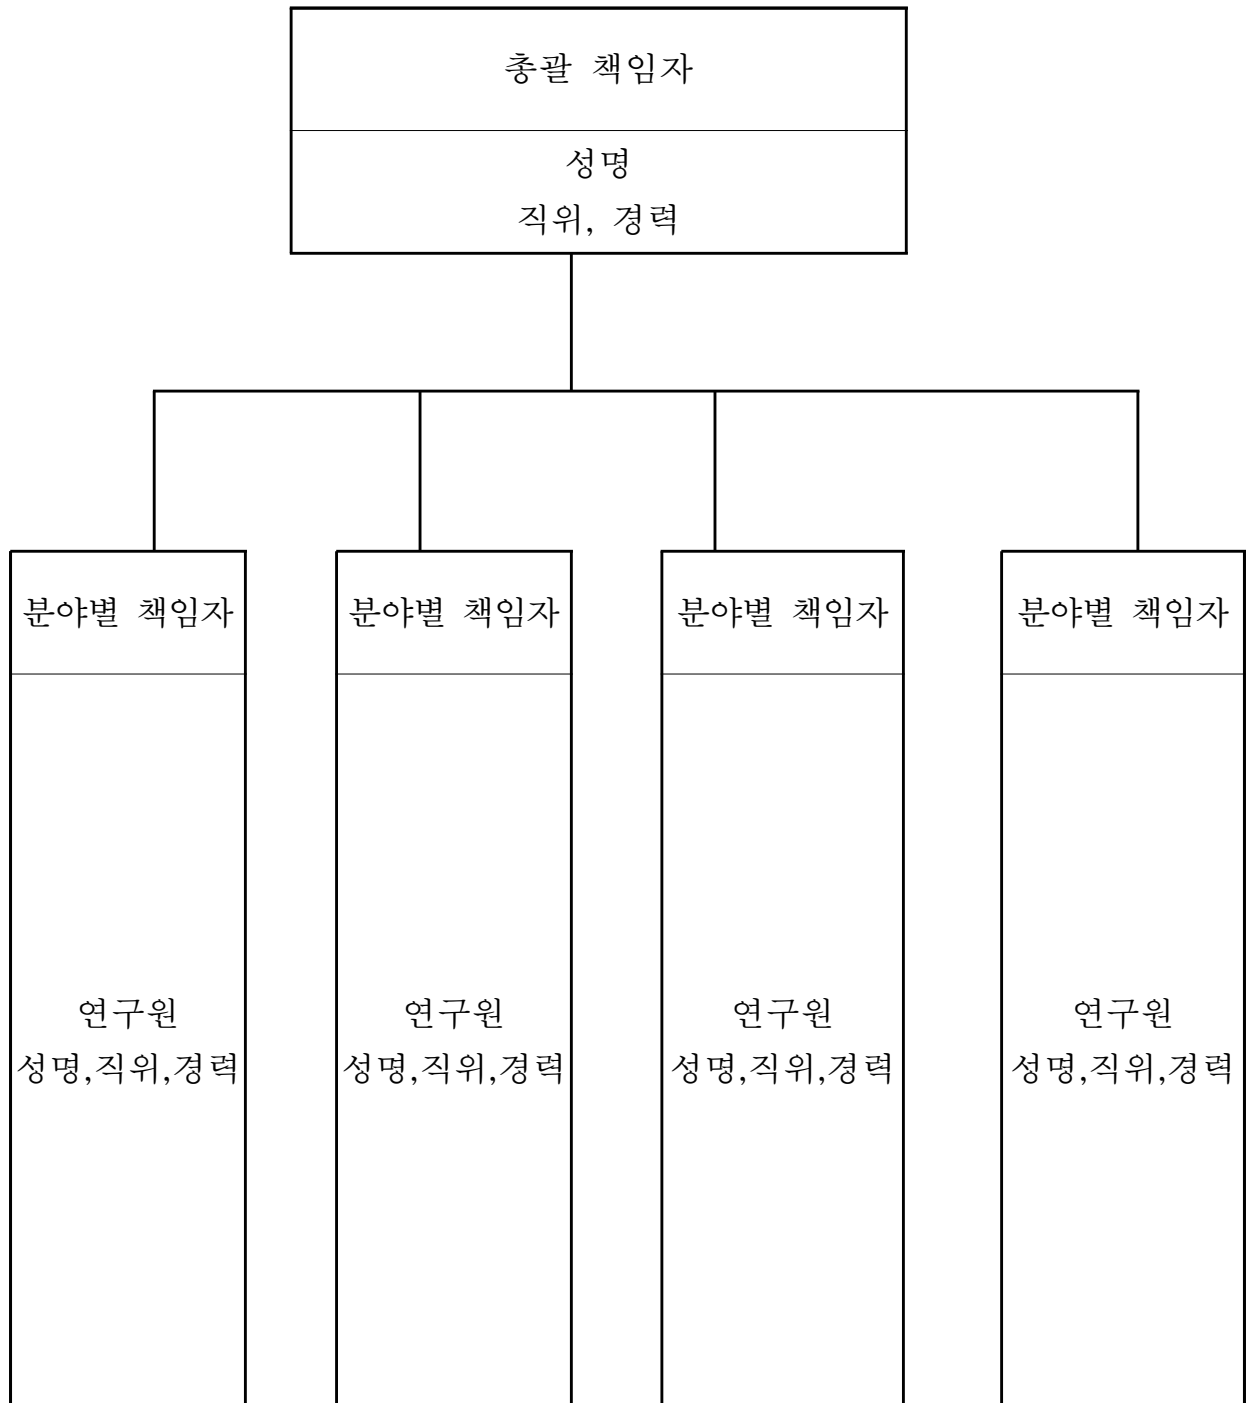 총괄 책임자
성명
직위, 경력
분야별 책임자
분야별 책임자
분야별 책임자
분야별 책임자
연구원
성명,직위,경력
연구원
성명,직위,경력
연구원
성명,직위,경력
연구원
성명,직위,경력